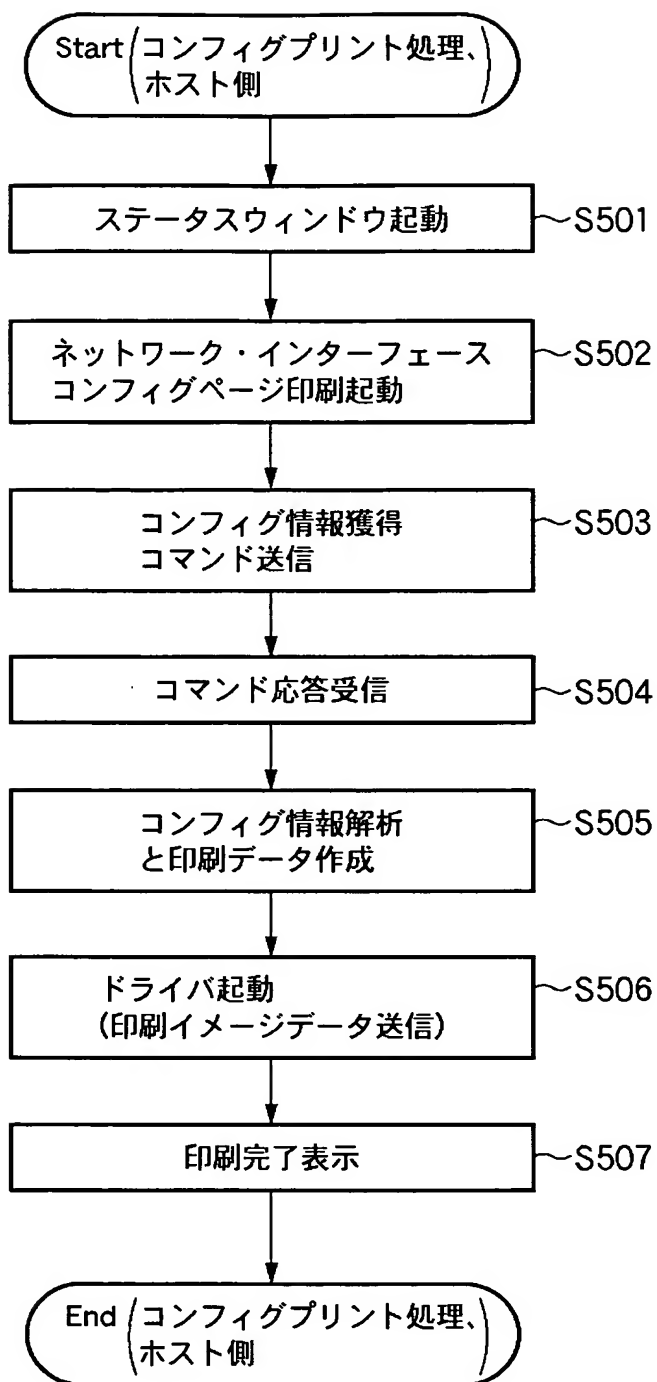 Start (コンフィグプリント処理、
ホスト側)
ステータスウィンドウ起動
S501
ネットワーク・インターフェース
コンフィグページ印刷起動
S502
コンフィグ情報獲得
コマンド送信
S503
コマンド応答受信
S504
コンフィグ情報解析
と印刷データ作成
S505
ドライバ起動
(印刷イメージデータ送信)
S506
印刷完了表示
S507
End (コンフィグプリント処理、
ホスト側)